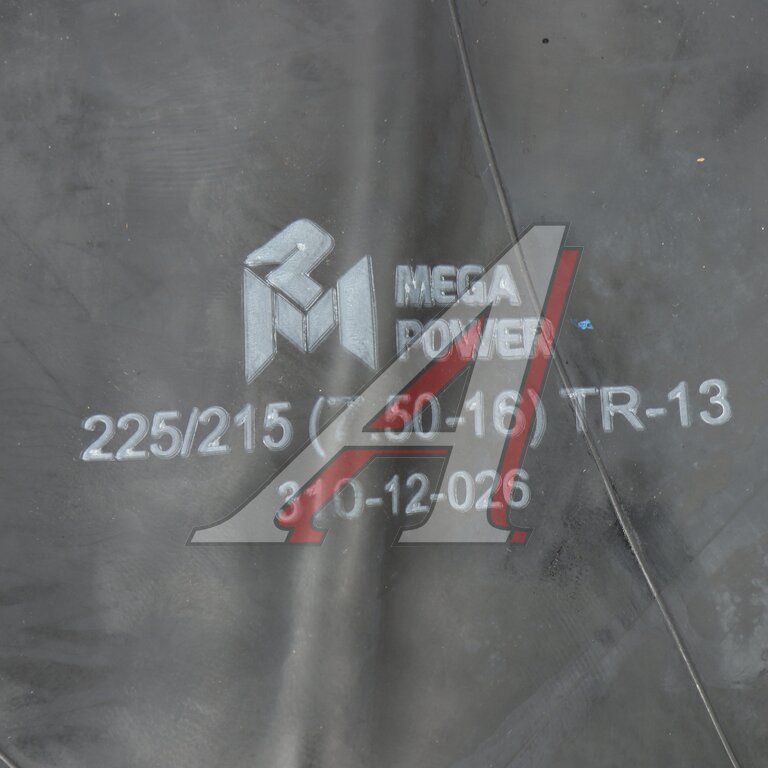 MEGA
POWER
225/215 (7.50-16) TR-13
310-12-026